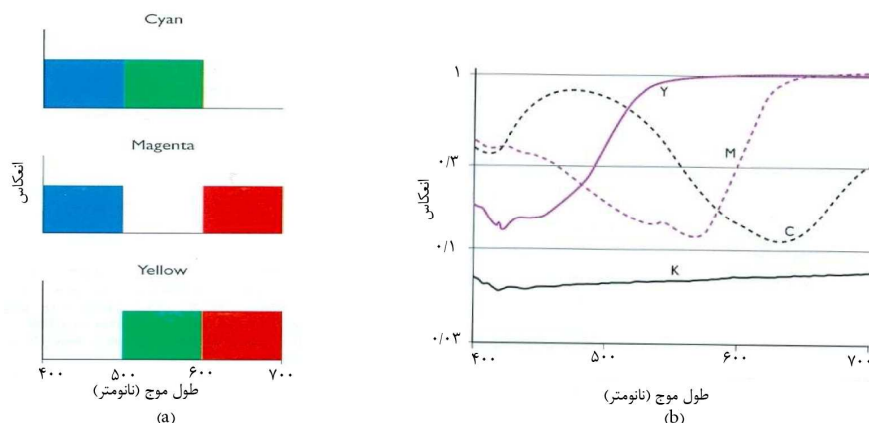 Cyan
Magenta
انعکاس
Yellow
۴۰۰ ۵۰۰ ۶۰۰ ۷۰۰
طول موج (نانومتر)
(a)
۱
Y
M
۰/۳
انعکاس
C
۰/۱
K
۰/۰۳
۴۰۰ ۵۰۰ ۶۰۰ ۷۰۰
طول موج (نانومتر)
(b)